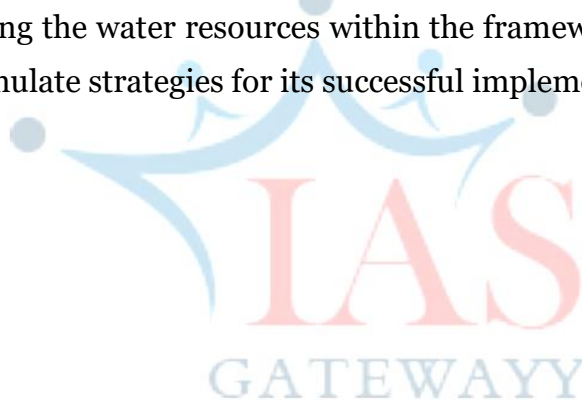 ng the water resources within the framew
nulate strategies for its successful impleme
IAS
GATEWAYY